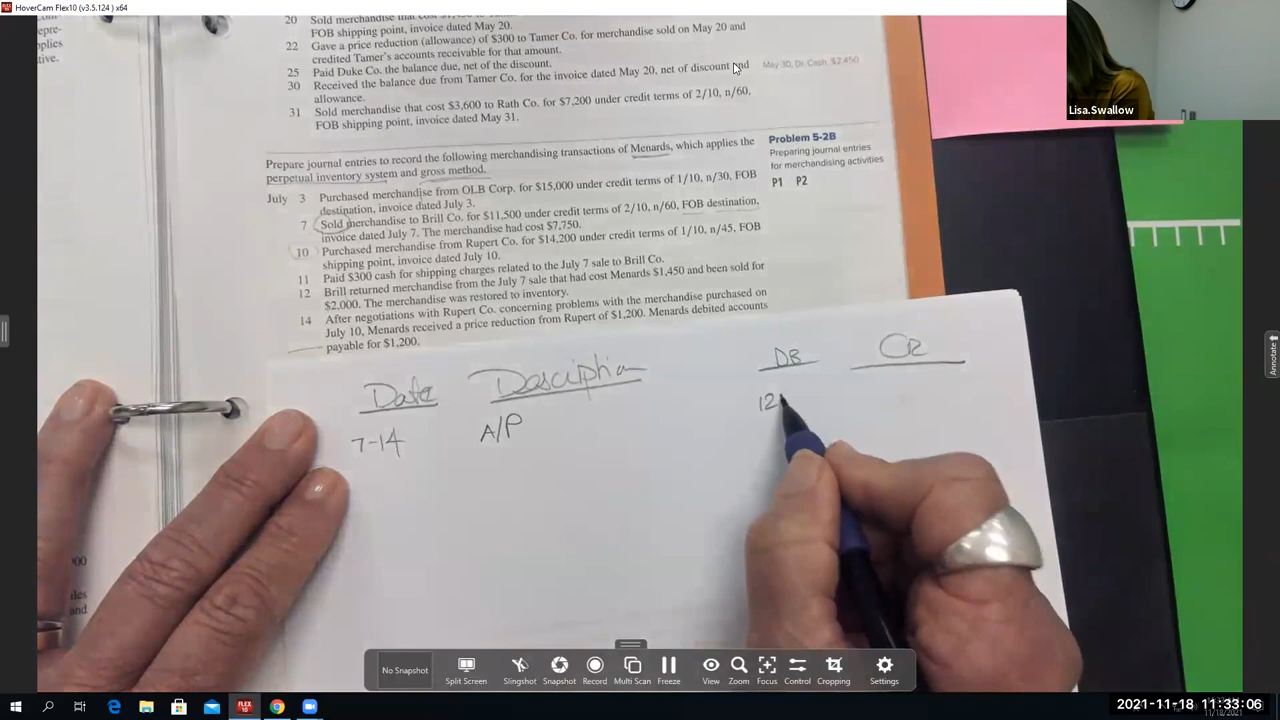 HoverCam Flex10 (v3.5.124 ) x64
epre-
pplies
tive.
20 Sold merchandise that cost
FOB shipping point, invoice dated May 20.
22 Gave a price reduction (allowance) of $300 to Tamer Co. for merchandise sold on May 20 and
credited Tamer's accounts receivable for that amount.
25 Paid Duke Co. the balance due, net of the discount.
30 Received the balance due from Tamer Co. for the invoice dated May 20, net of discount and
allowance.
May 30, Dr. Cash, $2,450
31 Sold merchandise that cost $3,600 to Rath Co. for $7,200 under credit terms of 2/10, n/60,
FOB shipping point, invoice dated May 31.
Prepare journal entries to record the following merchandising transactions of Menards, which applies the
perpetual inventory system and gross method.
Problem 5-2B
Preparing journal entries
for merchandising activities
P1 P2
July 3 Purchased merchandise from OLB Corp. for $15,000 under credit terms of 1/10, n/30, FOB
destination, invoice dated July 3.
7 Sold merchandise to Brill Co. for $11,500 under credit terms of 2/10, n/60, FOB destination,
invoice dated July 7. The merchandise had cost $7,750.
10 Purchased merchandise from Rupert Co. for $14,200 under credit terms of 1/10, n/45, FOB
shipping point, invoice dated July 10.
11 Paid $300 cash for shipping charges related to the July 7 sale to Brill Co.
12 Brill returned merchandise from the July 7 sale that had cost Menards $1,450 and been sold for
$2,000. The merchandise was restored to inventory.
14 After negotiations with Rupert Co. concerning problems with the merchandise purchased on
July 10, Menards received a price reduction from Rupert of $1,200. Menards debited accounts
payable for $1,200.
Date Desciption DB CR
7-14 A/P 12
Lisa.Swallow
Annotate
No Snapshot
Split Screen
Slingshot
Snapshot
Record
Multi Scan
Freeze
View
Zoom
Focus
Control
Cropping
Settings
2021-11-18 11:33:06